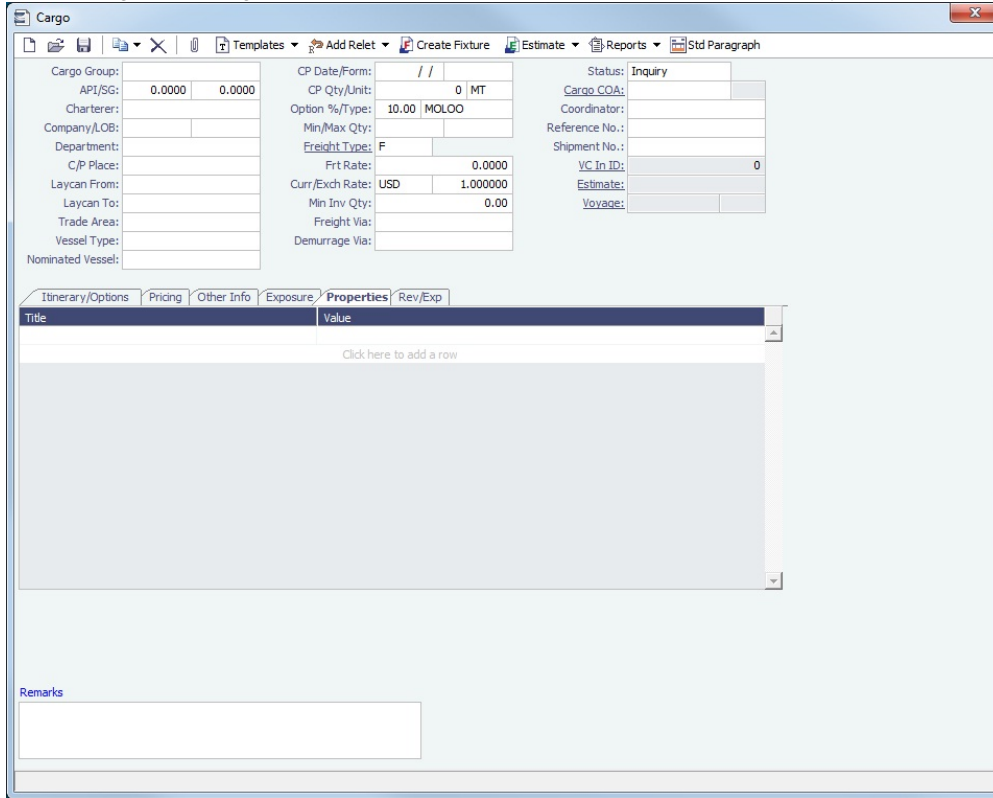 Cargo
Templates Add Relet Create Fixture Estimate Reports Std Paragraph
Cargo Group: CP Date/Form: / / Status: Inquiry
API/SG: 0.0000 0.0000 CP Qty/Unit: 0 MT Cargo COA:
Charterer: Option %/Type: 10.00 MOLOO Coordinator:
Company/LOB: Min/Max Qty: Reference No.:
Department: Freight Type: F Shipment No.:
C/P Place: Frt Rate: 0.0000 VC In ID: 0
Laycan From: Curr/Exch Rate: USD 1.000000 Estimate:
Laycan To: Min Inv Qty: 0.00 Voyage:
Trade Area: Freight Via:
Vessel Type: Demurrage Via:
Nominated Vessel:
Itinerary/Options Pricing Other Info Exposure Properties Rev/Exp
Title Value
Click here to add a row
Remarks